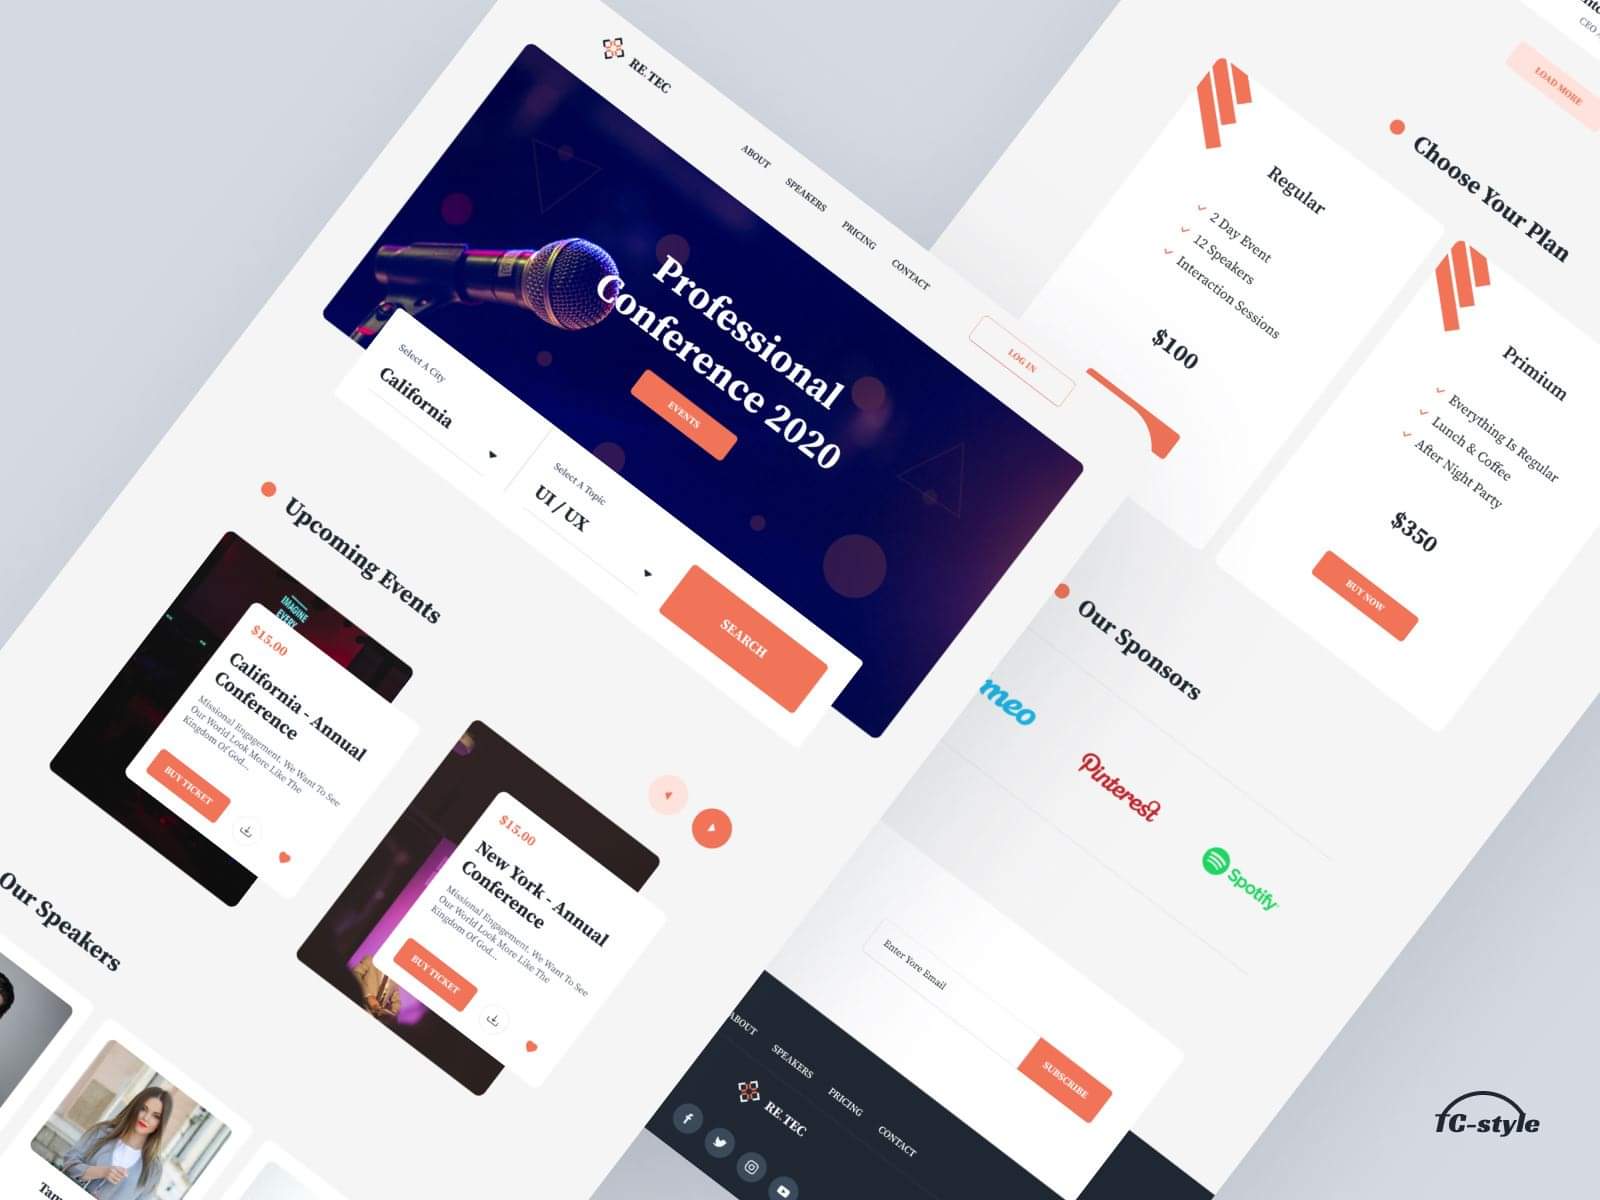 RE.TEC
ABOUT
SPEAKERS
PRICING
CONTACT
LOG IN
Professional
Conference 2020
EVENTS
Select A City
California
Select A Topic
UI / UX
SEARCH
Upcoming Events
IMAGINE
EVERY
$15.00
California - Annual
Conference
Missional Engagement. We Want To See
Our World Look More Like The
Kingdom Of God...
BUY TICKET
$15.00
New York - Annual
Conference
Missional Engagement. We Want To See
Our World Look More Like The
Kingdom Of God...
BUY TICKET
Our Speakers
LOAD MORE
Choose Your Plan
Regular
2 Day Event
12 Speakers
Interaction Sessions
$100
Primium
Everything Is Regular
Lunch & Coffee
After Night Party
$350
BUY NOW
Our Sponsors
meo
Pinterest
Spotify
Enter Yore Email
SUBSCRIBE
ABOUT
SPEAKERS
PRICING
CONTACT
RE.TEC
TC-style